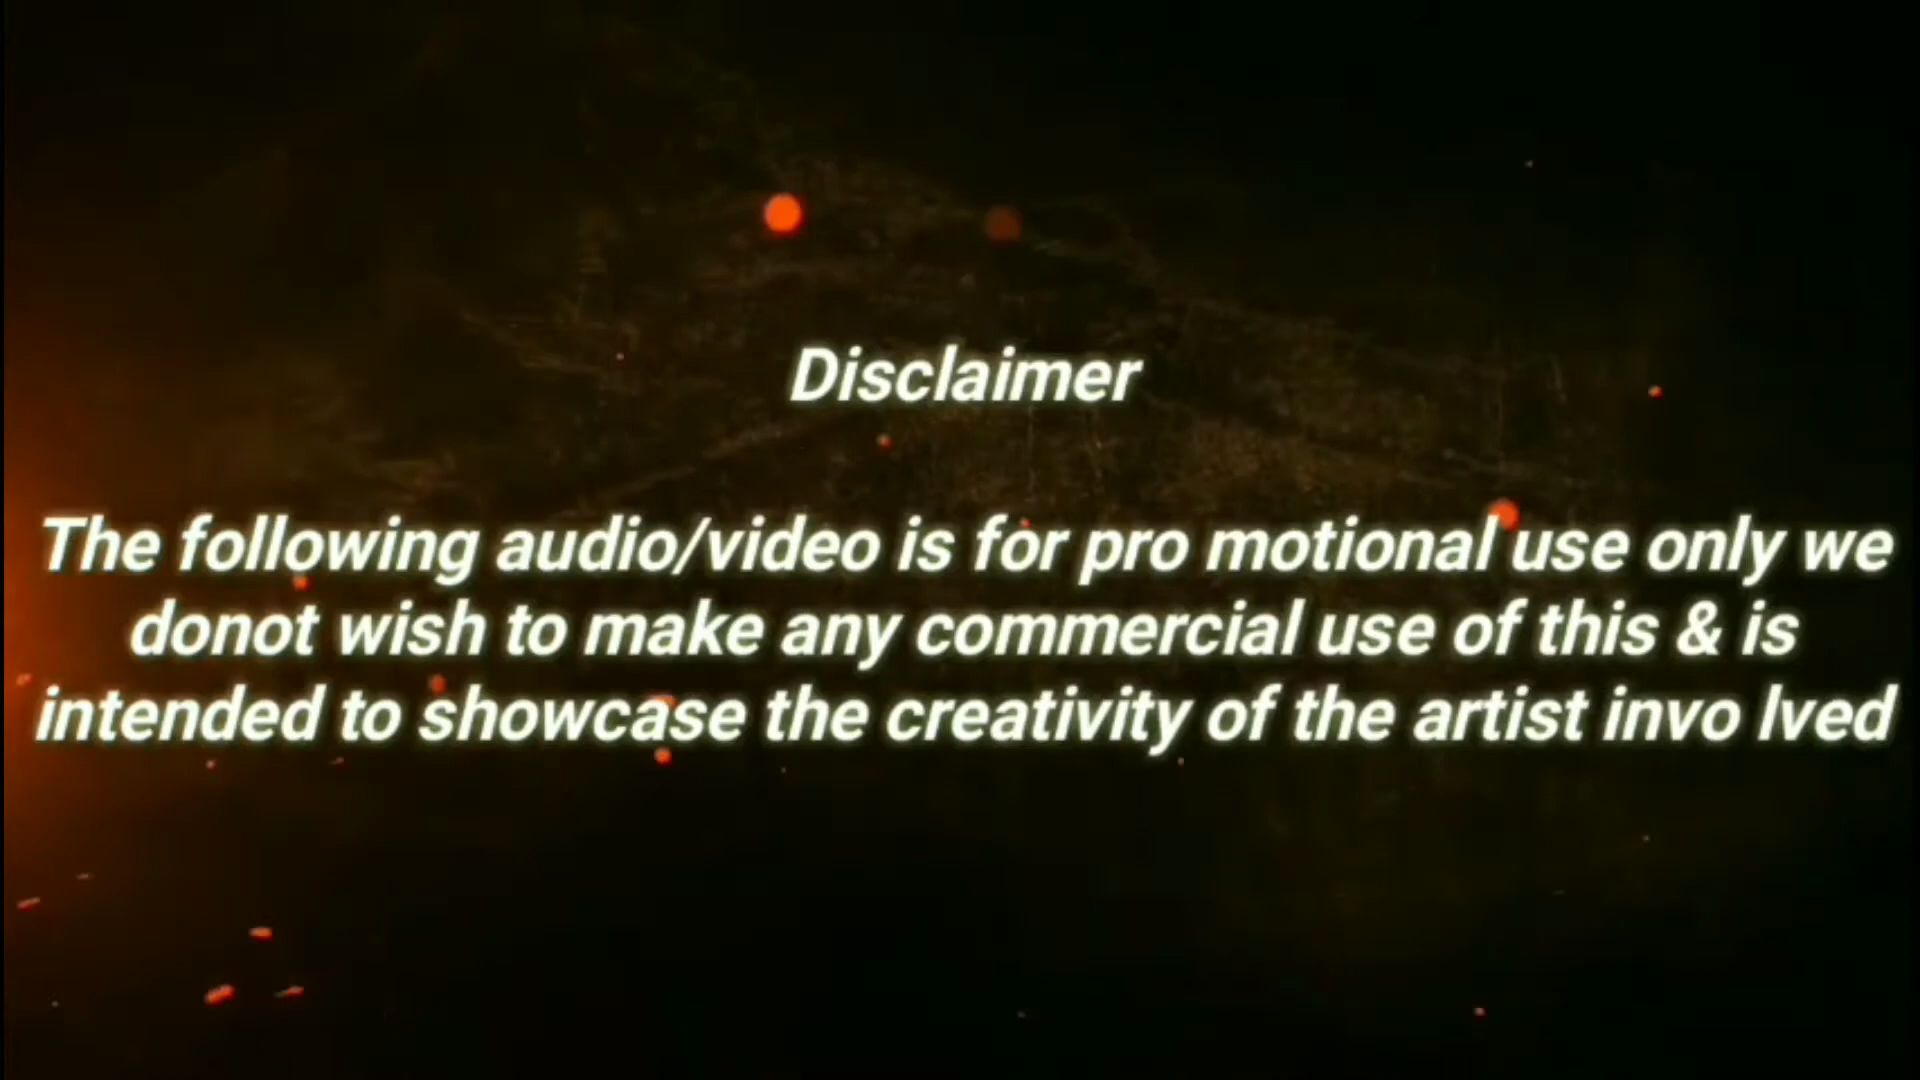 Disclaimer
The following audio/video is for pro motional use only we
donot wish to make any commercial use of this & is
intended to showcase the creativity of the artist invo lved